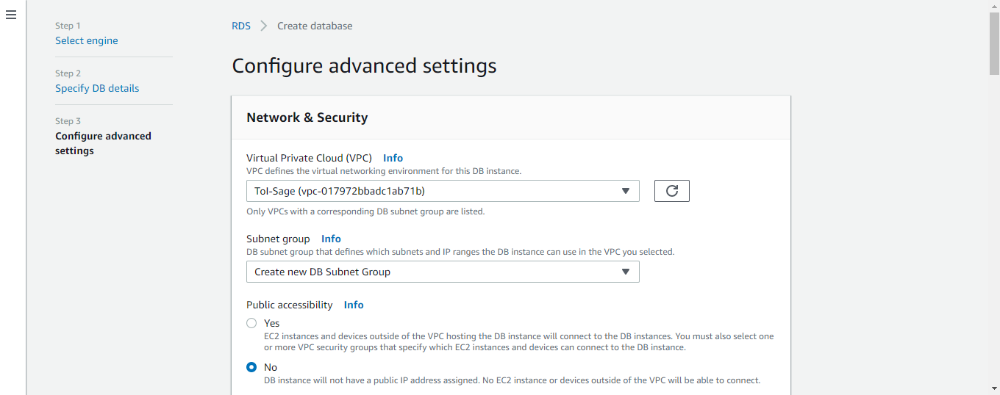 Step 1
Select engine
Step 2
Specify DB details
Step 3
Configure advanced
settings
RDS
Create database
Configure advanced settings
Network & Security
Virtual Private Cloud (VPC) Info
VPC defines the virtual networking environment for this DB instance.
ToI-Sage (vpc-017972bbadc1ab71b)
Only VPCs with a corresponding DB subnet group are listed.
Subnet group Info
DB subnet group that defines which subnets and IP ranges the DB instance can use in the VPC you selected.
Create new DB Subnet Group
Public accessibility Info
Yes
EC2 instances and devices outside of the VPC hosting the DB instance will connect to the DB instances. You must also select one
or more VPC security groups that specify which EC2 instances and devices can connect to the DB instance.
No
DB instance will not have a public IP address assigned. No EC2 instance or devices outside of the VPC will be able to connect.